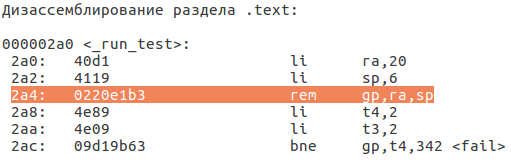 Дизассемблирование раздела .text:
000002a0 <_run_test>:
2a0: 40d1 li ra,20
2a2: 4119 li sp,6
2a4: 0220e1b3 rem gp,ra,sp
2a8: 4e89 li t4,2
2aa: 4e09 li t3,2
2ac: 09d19b63 bne gp,t4,342 <fail>